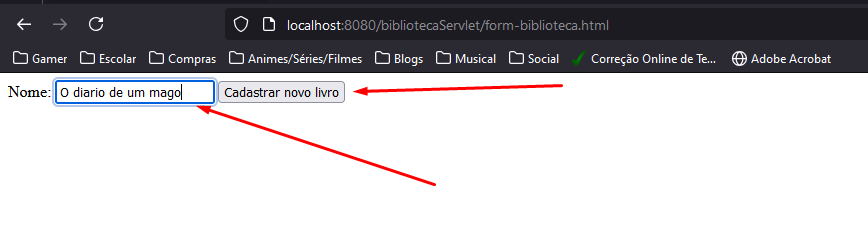 localhost:8080/bibliotecaServlet/form-biblioteca.html
Gamer Escolar Compras Animes/Séries/Filmes Blogs Musical Social Correção Online de Te... Adobe Acrobat
Nome: O diario de um mago Cadastrar novo livro